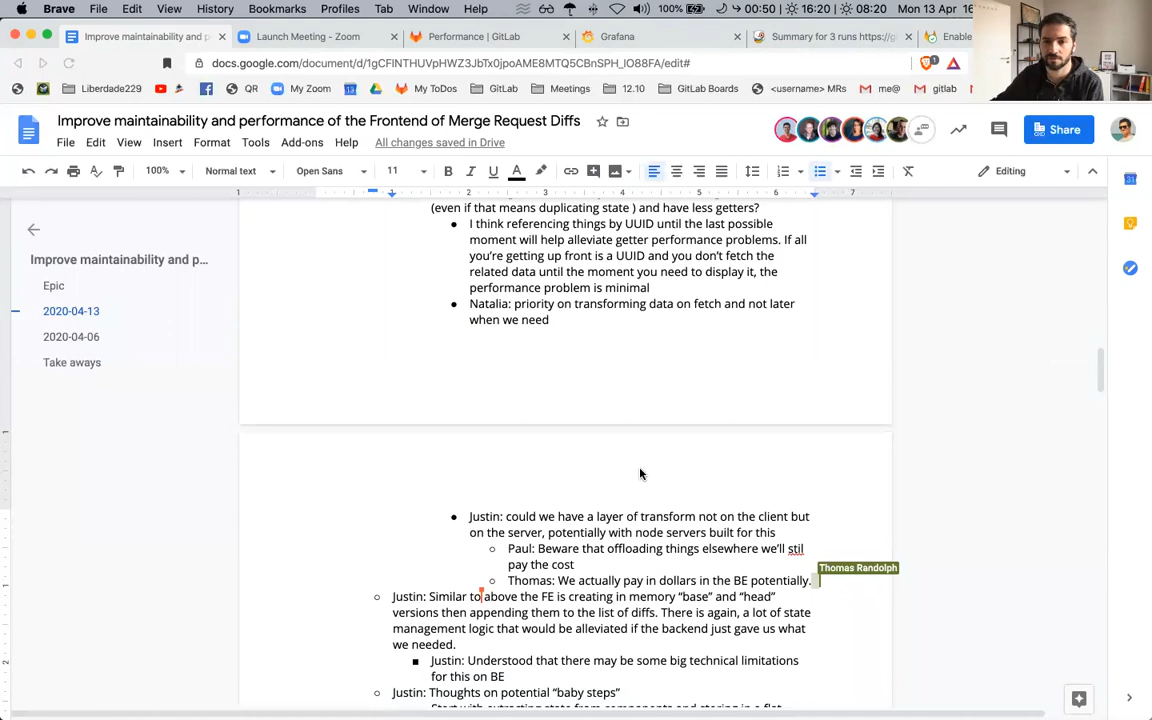 Brave File Edit View History Bookmarks Profiles Tab Window Help 100% 00:50 16:20 08:20 Mon 13 Apr
Improve maintainability and p Launch Meeting - Zoom Performance | GitLab Grafana Summary for 3 runs https://g Enable
docs.google.com/document/d/1gCFINTHUVpHWZ3JbTx0jpoAME8MTQ5CBnSPH_lO88FA/edit# 1
Liberdade229 QR My Zoom My ToDos GitLab Meetings 12.10 GitLab Boards <username> MRs me@ gitlab
Improve maintainability and performance of the Frontend of Merge Request Diffs
Share
File Edit View Insert Format Tools Add-ons Help All changes saved in Drive
100% Normal text Open Sans 11 B I U A Editing
1 1 2 3 4 5 6 7
(even if that means duplicating state ) and have less getters?
● I think referencing things by UUID until the last possible
moment will help alleviate getter performance problems. If all
you're getting up front is a UUID and you don't fetch the
related data until the moment you need to display it, the
performance problem is minimal
● Natalia: priority on transforming data on fetch and not later
when we need
Improve maintainability and p...
Epic
2020-04-13
2020-04-06
Take aways
● Justin: could we have a layer of transform not on the client but
on the server, potentially with node servers built for this
○ Paul: Beware that offloading things elsewhere we'll stil
pay the cost
Thomas Randolph
○ Thomas: We actually pay in dollars in the BE potentially.
○ Justin: Similar to above the FE is creating in memory "base" and "head"
versions then appending them to the list of diffs. There is again, a lot of state
management logic that would be alleviated if the backend just gave us what
we needed.
■ Justin: Understood that there may be some big technical limitations
for this on BE
○ Justin: Thoughts on potential "baby steps"